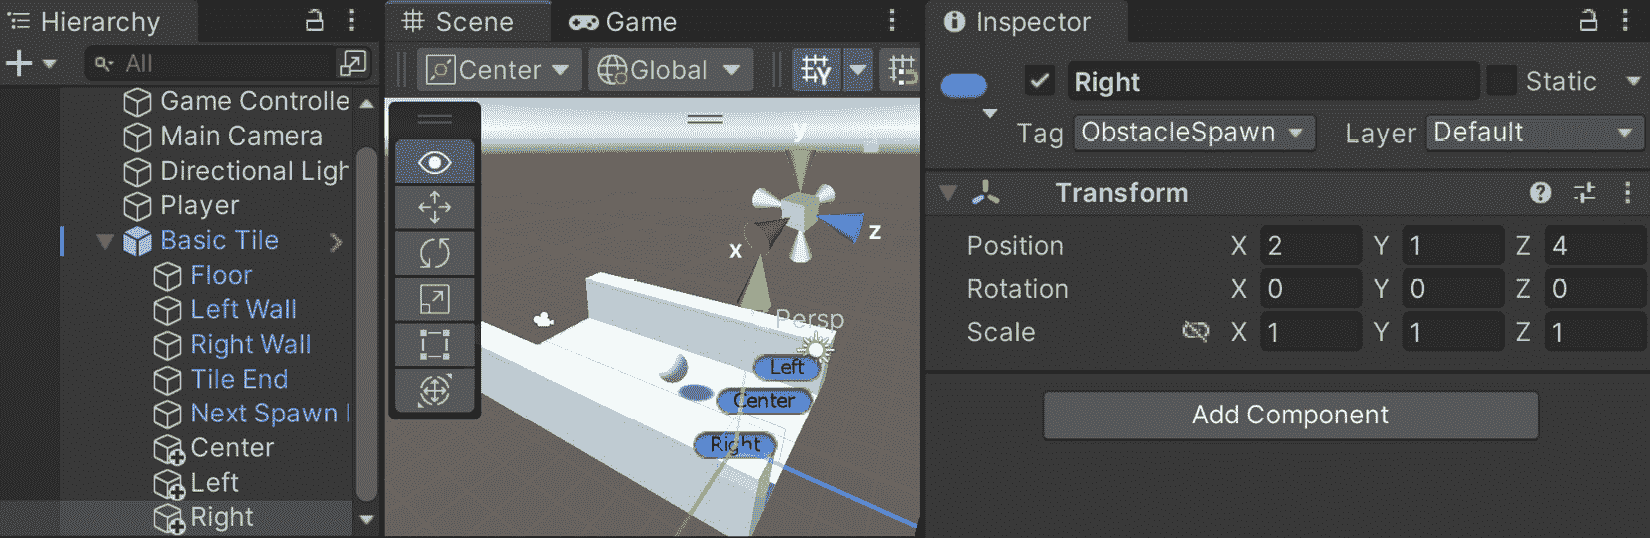 Hierarchy
All
Game Controlle
Main Camera
Directional Ligh
Player
Basic Tile
Floor
Left Wall
Right Wall
Tile End
Next Spawn
Center
Left
Right
Scene Game
Center Global
y
x
z
Persp
Left
Center
Right
Inspector
Right Static
Tag ObstacleSpawn Layer Default
Transform
Position X 2 Y 1 Z 4
Rotation X 0 Y 0 Z 0
Scale X 1 Y 1 Z 1
Add Component